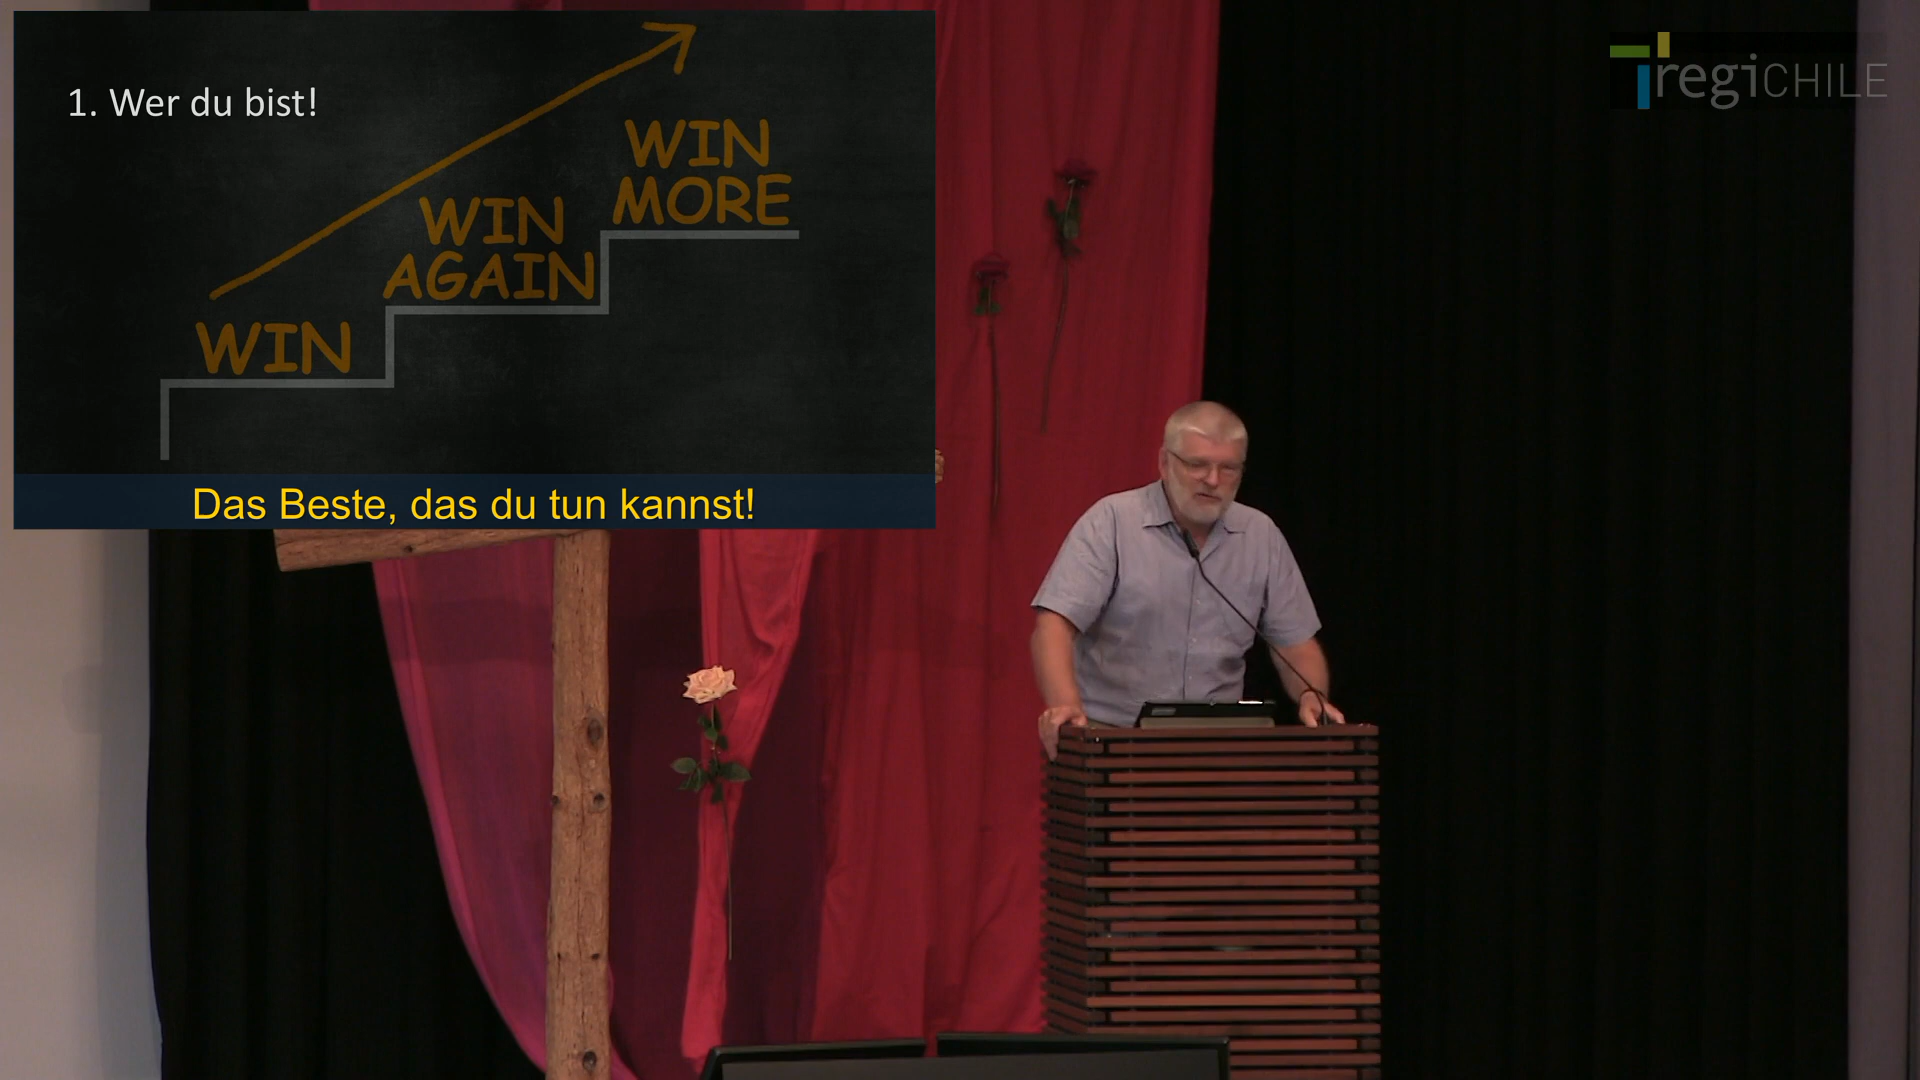 1. Wer du bist!
WIN
MORE
WIN
AGAIN
WIN
Das Beste, das du tun kannst!
regiCHILE